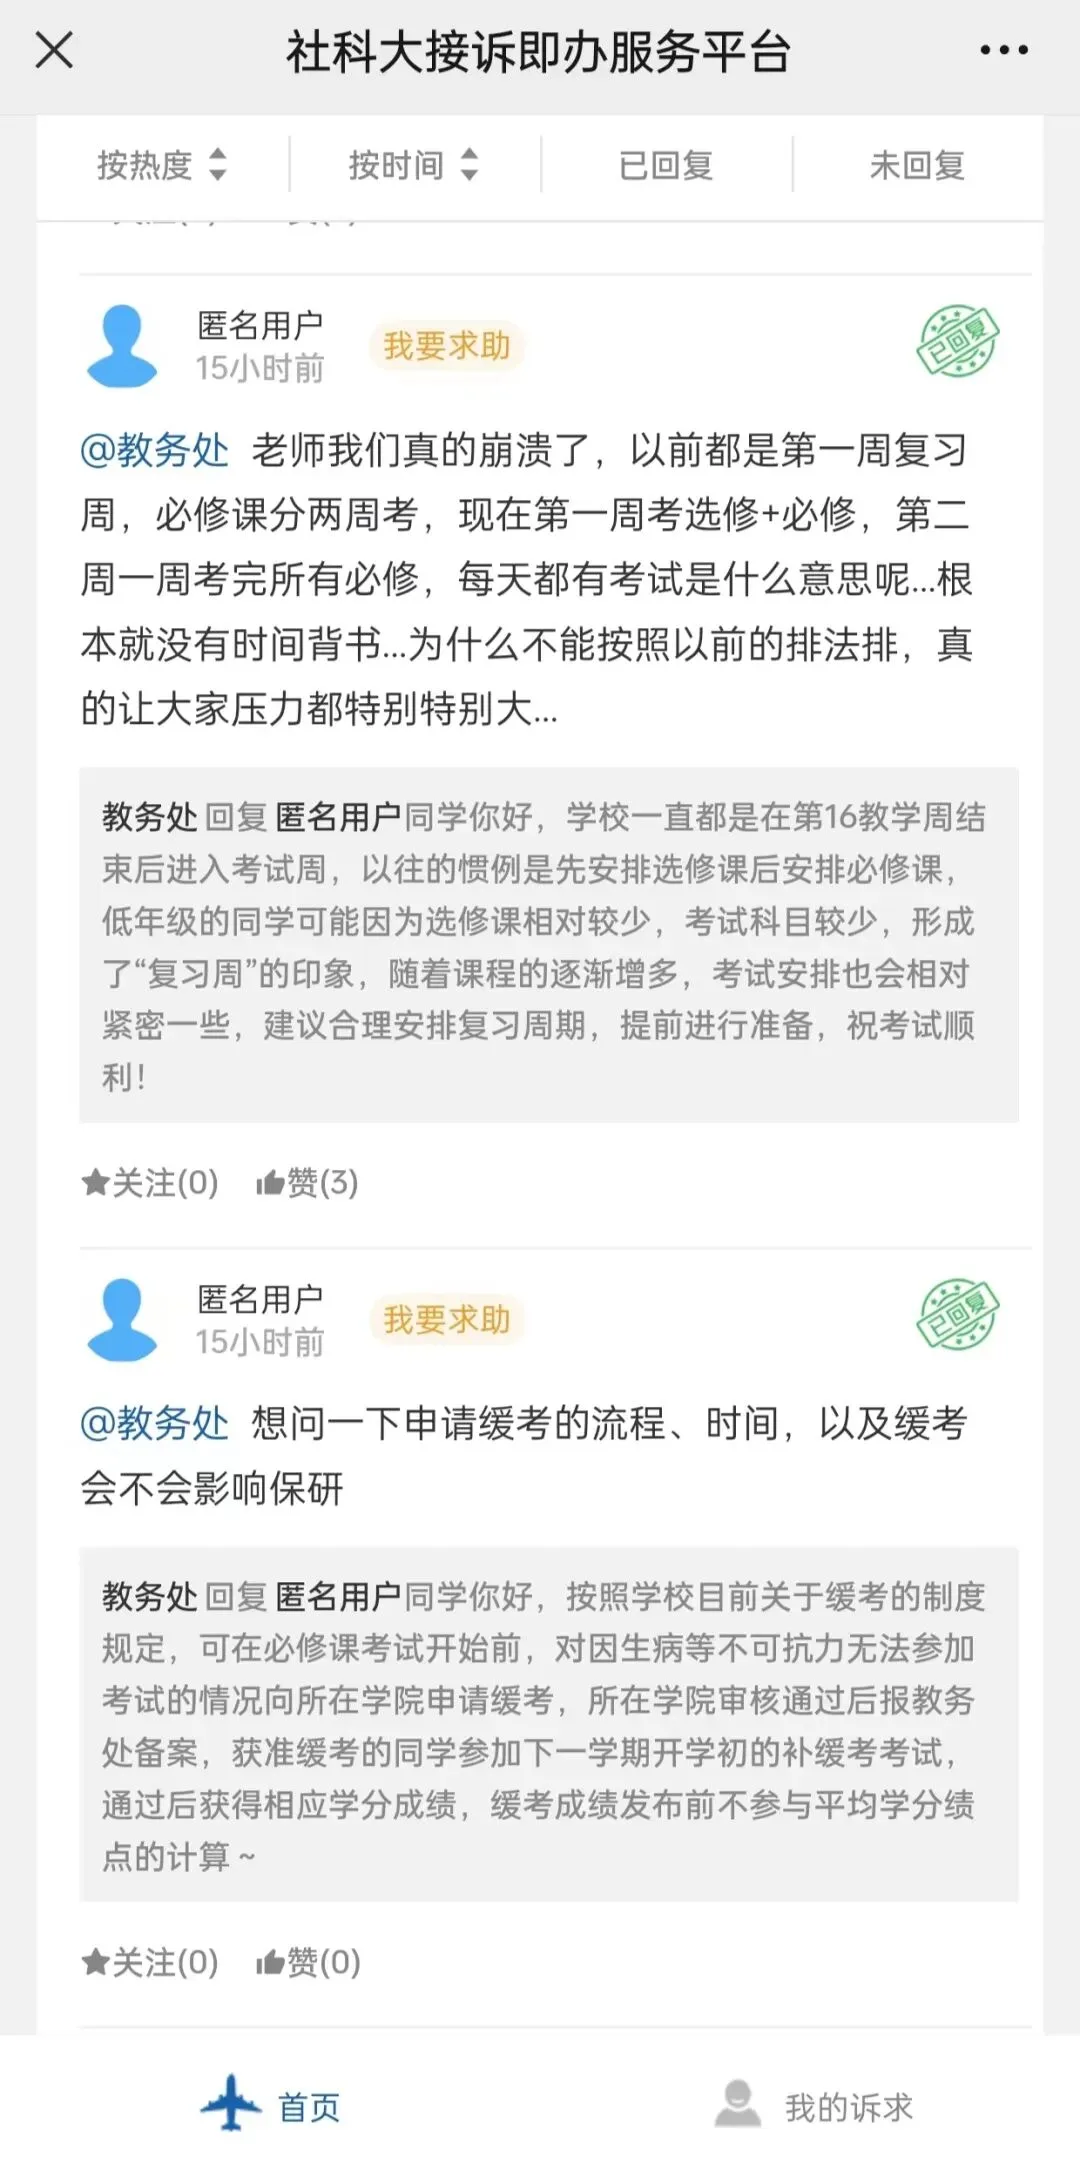 社科大接诉即办服务平台
按热度
按时间
已回复
未回复
匿名用户
15小时前
我要求助
已回复
@教务处 老师我们真的崩溃了，以前都是第一周复习
周，必修课分两周考，现在第一周考选修+必修，第二
周一周考完所有必修，每天都有考试是什么意思呢...根
本就没有时间背书...为什么不能按照以前的排法排，真
的让大家压力都特别特别大...
教务处 回复 匿名用户同学你好，学校一直都是在第16教学周结
束后进入考试周，以往的惯例是先安排选修课后安排必修课，
低年级的同学可能因为选修课相对较少，考试科目较少，形成
了“复习周”的印象，随着课程的逐渐增多，考试安排也会相对
紧密一些，建议合理安排复习周期，提前进行准备，祝考试顺
利！
关注(0) 赞(3)
匿名用户
15小时前
我要求助
已回复
@教务处 想问一下申请缓考的流程、时间，以及缓考
会不会影响保研
教务处 回复 匿名用户同学你好，按照学校目前关于缓考的制度
规定，可在必修课考试开始前，对因生病等不可抗力无法参加
考试的情况向所在学院申请缓考，所在学院审核通过后报教务
处备案，获准缓考的同学参加下一学期开学初的补缓考考试，
通过后获得相应学分成绩，缓考成绩发布前不参与平均学分绩
点的计算～
关注(0) 赞(0)
首页
我的诉求